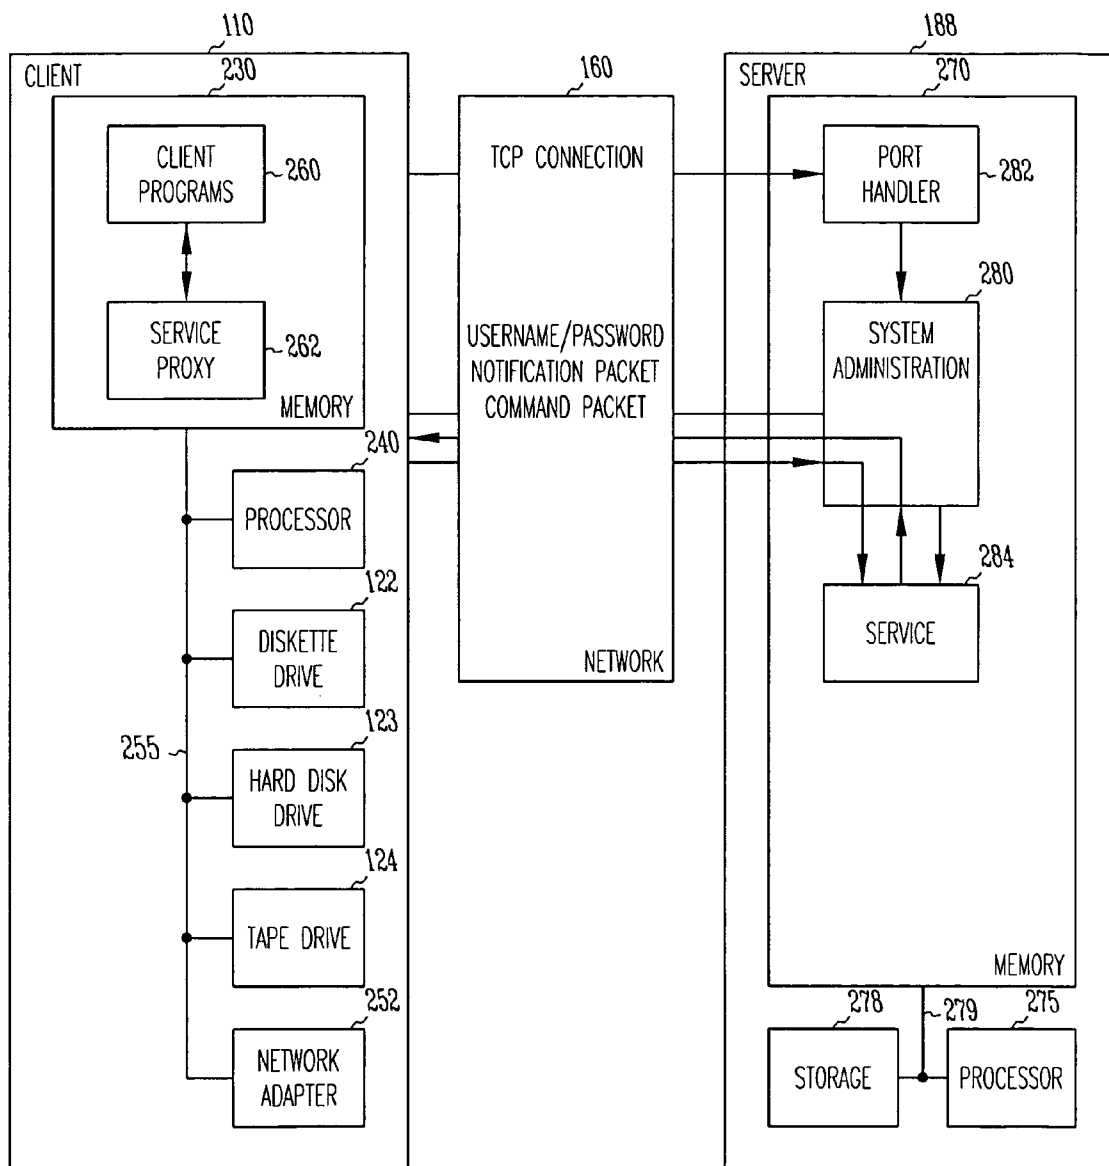 110
188
CLIENT
230
160
SERVER
270
CLIENT
PROGRAMS
260
TCP CONNECTION
PORT
HANDLER
282
280
SERVICE
PROXY
262
USERNAME/PASSWORD
NOTIFICATION PACKET
COMMAND PACKET
SYSTEM
ADMINISTRATION
MEMORY
240
PROCESSOR
284
SERVICE
122
DISKETTE
DRIVE
NETWORK
255
123
HARD DISK
DRIVE
124
TAPE DRIVE
MEMORY
252
NETWORK
ADAPTER
278
279
275
STORAGE
PROCESSOR